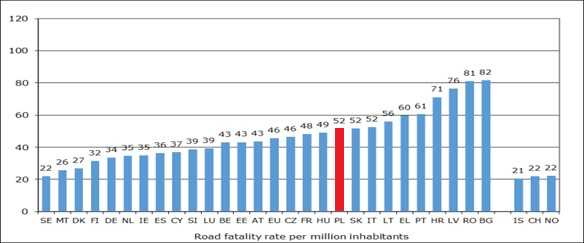 120
100
80
60
40
20
0
22 26 27 32 34 35 35 36 37 39 39 43 43 43 46 46 48 49 52 52 52 56 60 61 71 76 81 82 21 22 22
SE MT DK FI DE NL IE ES CY SI LU BE EE AT EU CZ FR HU PL SK IT LT EL PT HR LV RO BG IS CH NO
Road fatality rate per million inhabitants